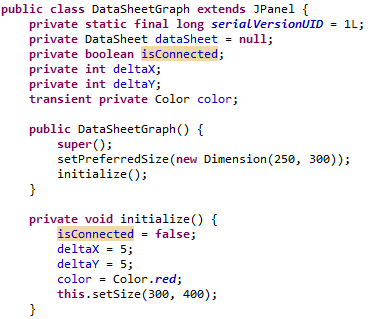 public class DataSheetGraph extends JPanel {
    private static final long serialVersionUID = 1L;
    private DataSheet dataSheet = null;
    private boolean isConnected;
    private int deltaX;
    private int deltaY;
    transient private Color color;

    public DataSheetGraph() {
        super();
        setPreferredSize(new Dimension(250, 300));
        initialize();
    }

    private void initialize() {
        isConnected = false;
        deltaX = 5;
        deltaY = 5;
        color = Color.red;
        this.setSize(300, 400);
    }